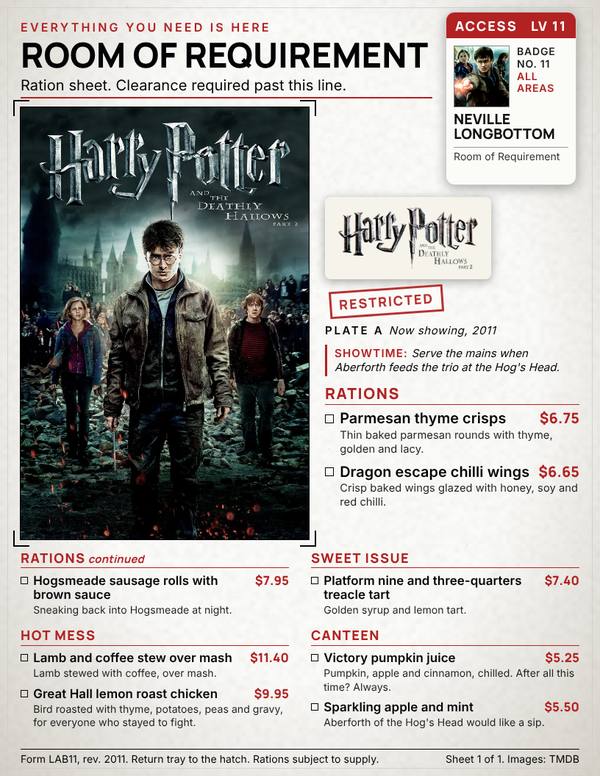 EVERYTHING YOU NEED IS HERE
ROOM OF REQUIREMENT
Ration sheet. Clearance required past this line.
ACCESS LV 11
BADGE
NO. 11
ALL
AREAS
NEVILLE
LONGBOTTOM
Room of Requirement
Harry Potter
AND THE
DEATHLY
HALLOWS
PART 2
Harry Potter
AND THE
DEATHLY
HALLOWS
PART 2
RESTRICTED
PLATE A Now showing, 2011
SHOWTIME: Serve the mains when
Aberforth feeds the trio at the Hog's Head.
RATIONS
Parmesan thyme crisps $6.75
Thin baked parmesan rounds with thyme,
golden and lacy.
Dragon escape chilli wings $6.65
Crisp baked wings glazed with honey, soy and
red chilli.
RATIONS continued
Hogsmeade sausage rolls with $7.95
brown sauce
Sneaking back into Hogsmeade at night.
HOT MESS
Lamb and coffee stew over mash $11.40
Lamb stewed with coffee, over mash.
Great Hall lemon roast chicken $9.95
Bird roasted with thyme, potatoes, peas and gravy,
for everyone who stayed to fight.
SWEET ISSUE
Platform nine and three-quarters $7.40
treacle tart
Golden syrup and lemon tart.
CANTEEN
Victory pumpkin juice $5.25
Pumpkin, apple and cinnamon, chilled. After all this
time? Always.
Sparkling apple and mint $5.50
Aberforth of the Hog's Head would like a sip.
Form LAB11, rev. 2011. Return tray to the hatch. Rations subject to supply. Sheet 1 of 1. Images: TMDB